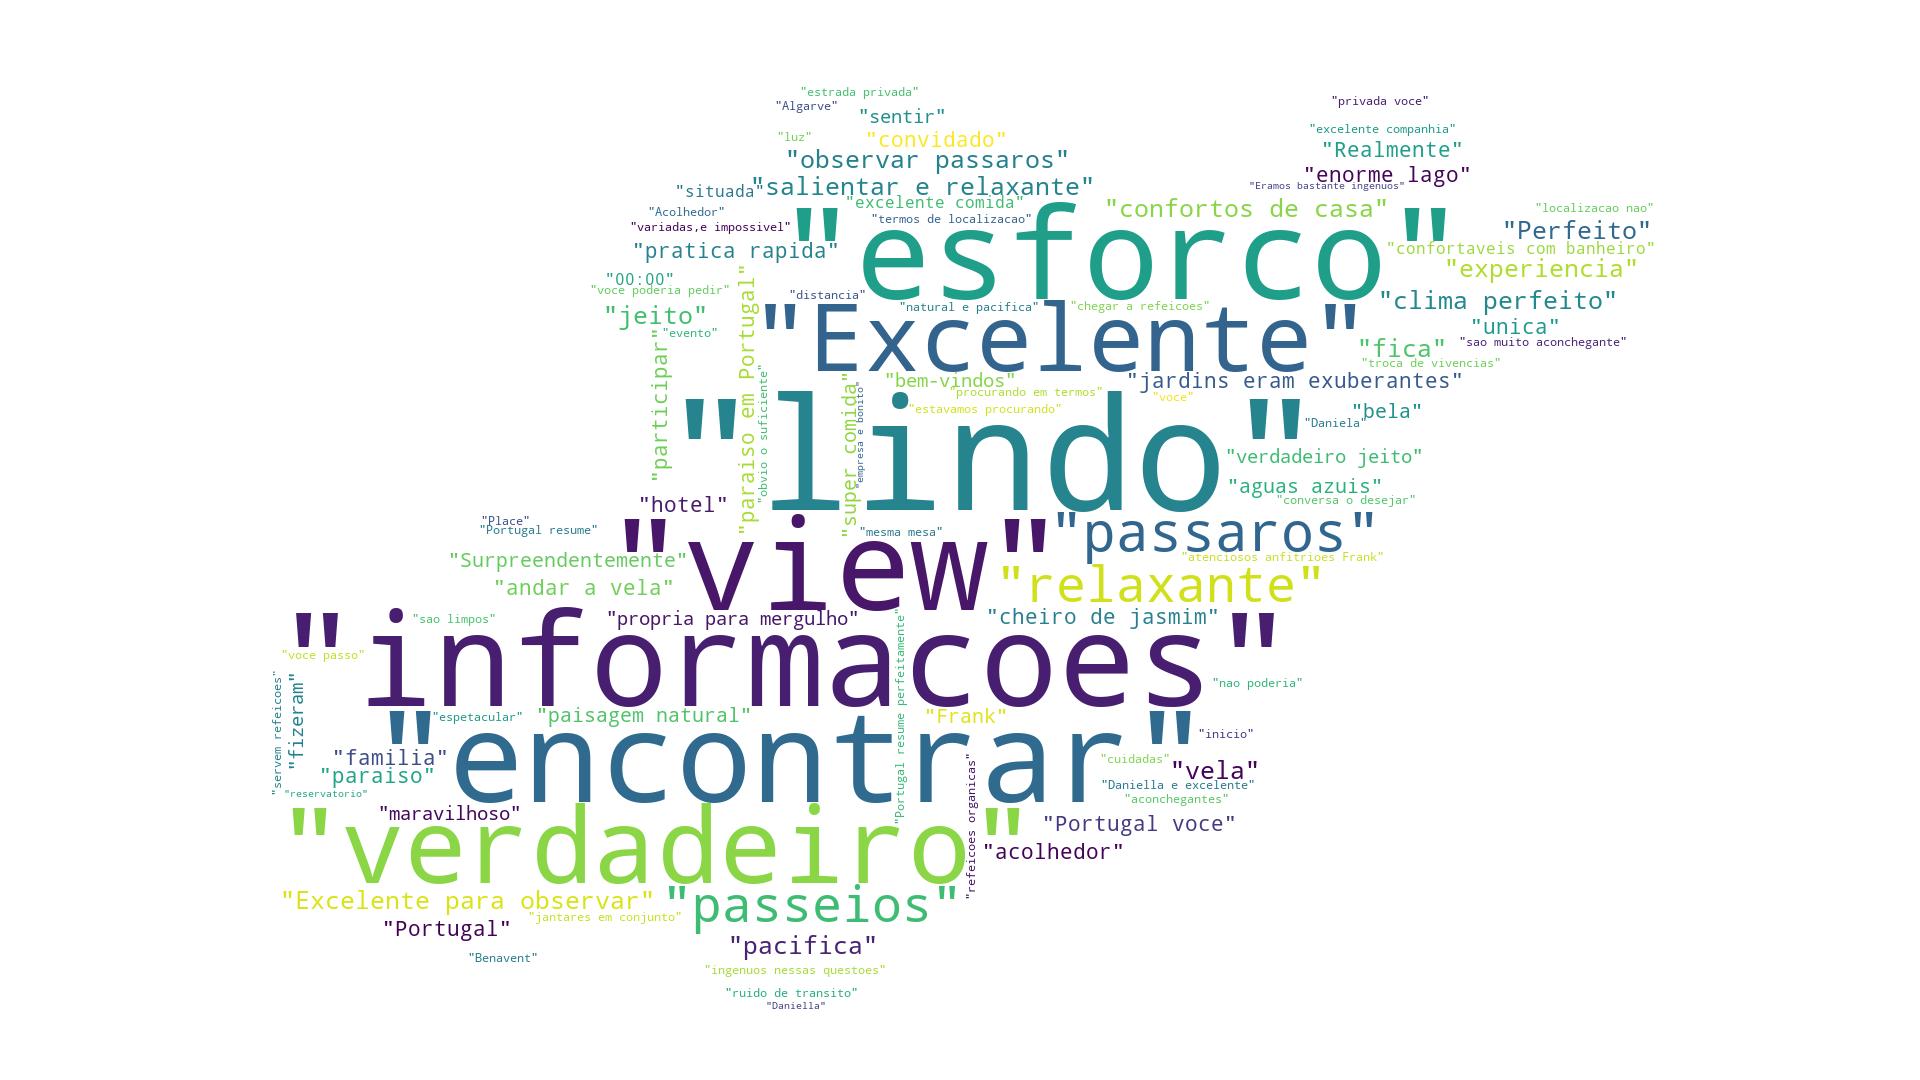 "estrada privada"
"Algarve"
"privada voce"
"sentir"
"excelente companhia"
"luz"
"convidado"
"Realmente"
"observar passaros"
"enorme lago"
"situada"
"salientar e relaxante"
"Eramos bastante ingenuos"
"excelente comida"
"confortos de casa"
"localizacao nao"
"Acolhedor"
"termos de localizacao"
"variadas,e impossivel"
"Perfeito"
"pratica rapida"
"esforco"
"confortaveis com banheiro"
"experiencia"
"00:00"
"voce poderia pedir"
"distancia"
"natural e pacifica"
"chegar a refeicoes"
"clima perfeito"
"jeito"
"unica"
"evento"
"Excelente"
"sao muito aconchegante"
"fica"
"troca de vivencias"
"participar"
"paraiso em Portugal"
"obvio o suficiente"
"super comida"
"empresa e bonito"
"bem-vindos"
"procurando em termos"
"jardins eram exuberantes"
"voce"
"estavamos procurando"
"bela"
"Daniela"
"lindo"
"verdadeiro jeito"
"aguas azuis"
"conversa o desejar"
"hotel"
"Place"
"Portugal resume"
"mesma mesa"
"passaros"
"Surpreendentemente"
"view"
"atenciosos anfitrioes Frank"
"andar a vela"
"relaxante"
"sao limpos"
"propria para mergulho"
"cheiro de jasmim"
"voce passo"
"informacoes"
"Portugal resume perfeitamente"
"nao poderia"
"servem refeicoes"
"fizeram"
"espetacular"
"paisagem natural"
"Frank"
"inicio"
"familia"
"encontrar"
"cuidadas"
"vela"
"paraiso"
"Daniella e excelente"
"reservatorio"
"aconchegantes"
"refeicoes organicas"
"maravilhoso"
"Portugal voce"
"verdadeiro"
"acolhedor"
"Excelente para observar"
"passeios"
"jantares em conjunto"
"Portugal"
"pacifica"
"Benavent"
"ingenuos nessas questoes"
"ruido de transito"
"Daniella"